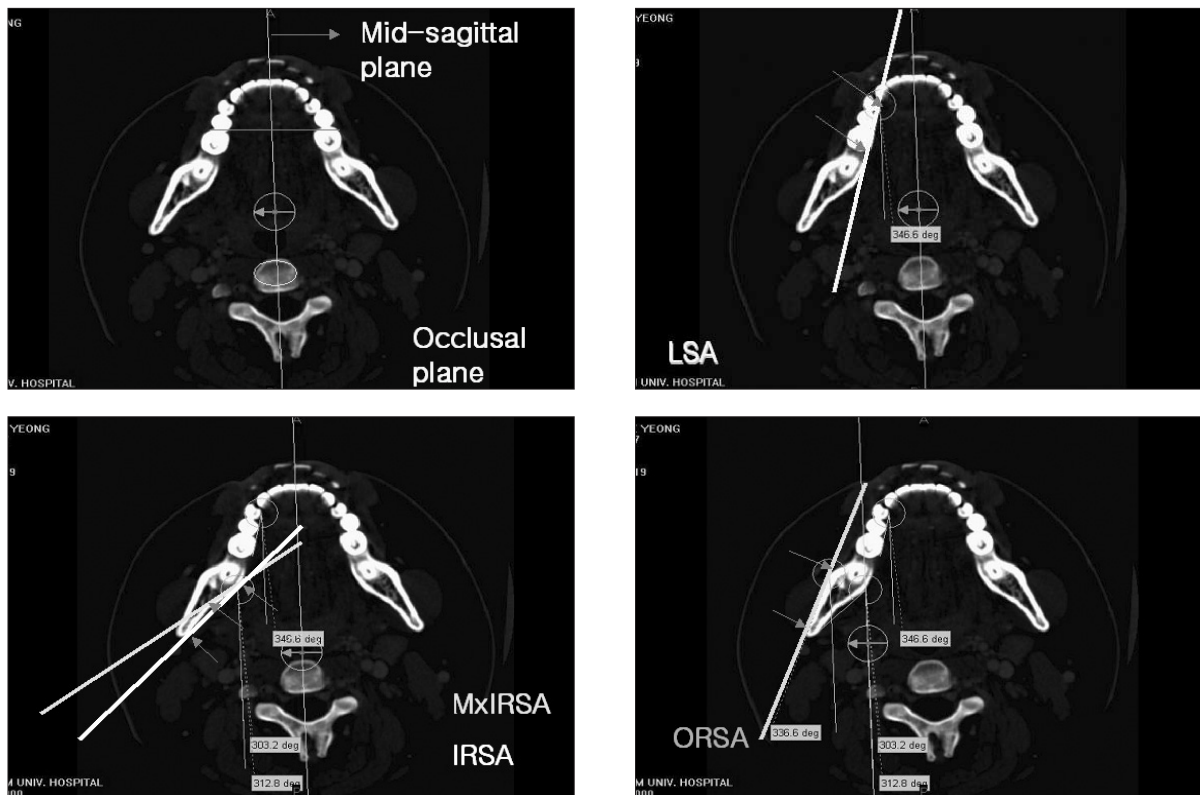 A
NG
Mid-sagittal
plane
Occlusal
plane
V. HOSPITAL
YEONG
9
346.6 deg
LSA
M UNIV. HOSPITAL
YEONG
9
A
346.6 deg
MxIRSA
303.2 deg
IRSA
312.8 deg
M UNIV. HOSPITAL
YEONG
7
19
A
346.6 deg
336.6 deg
303.2 deg
ORSA
312.8 deg
M UNIV. HOSPITAL